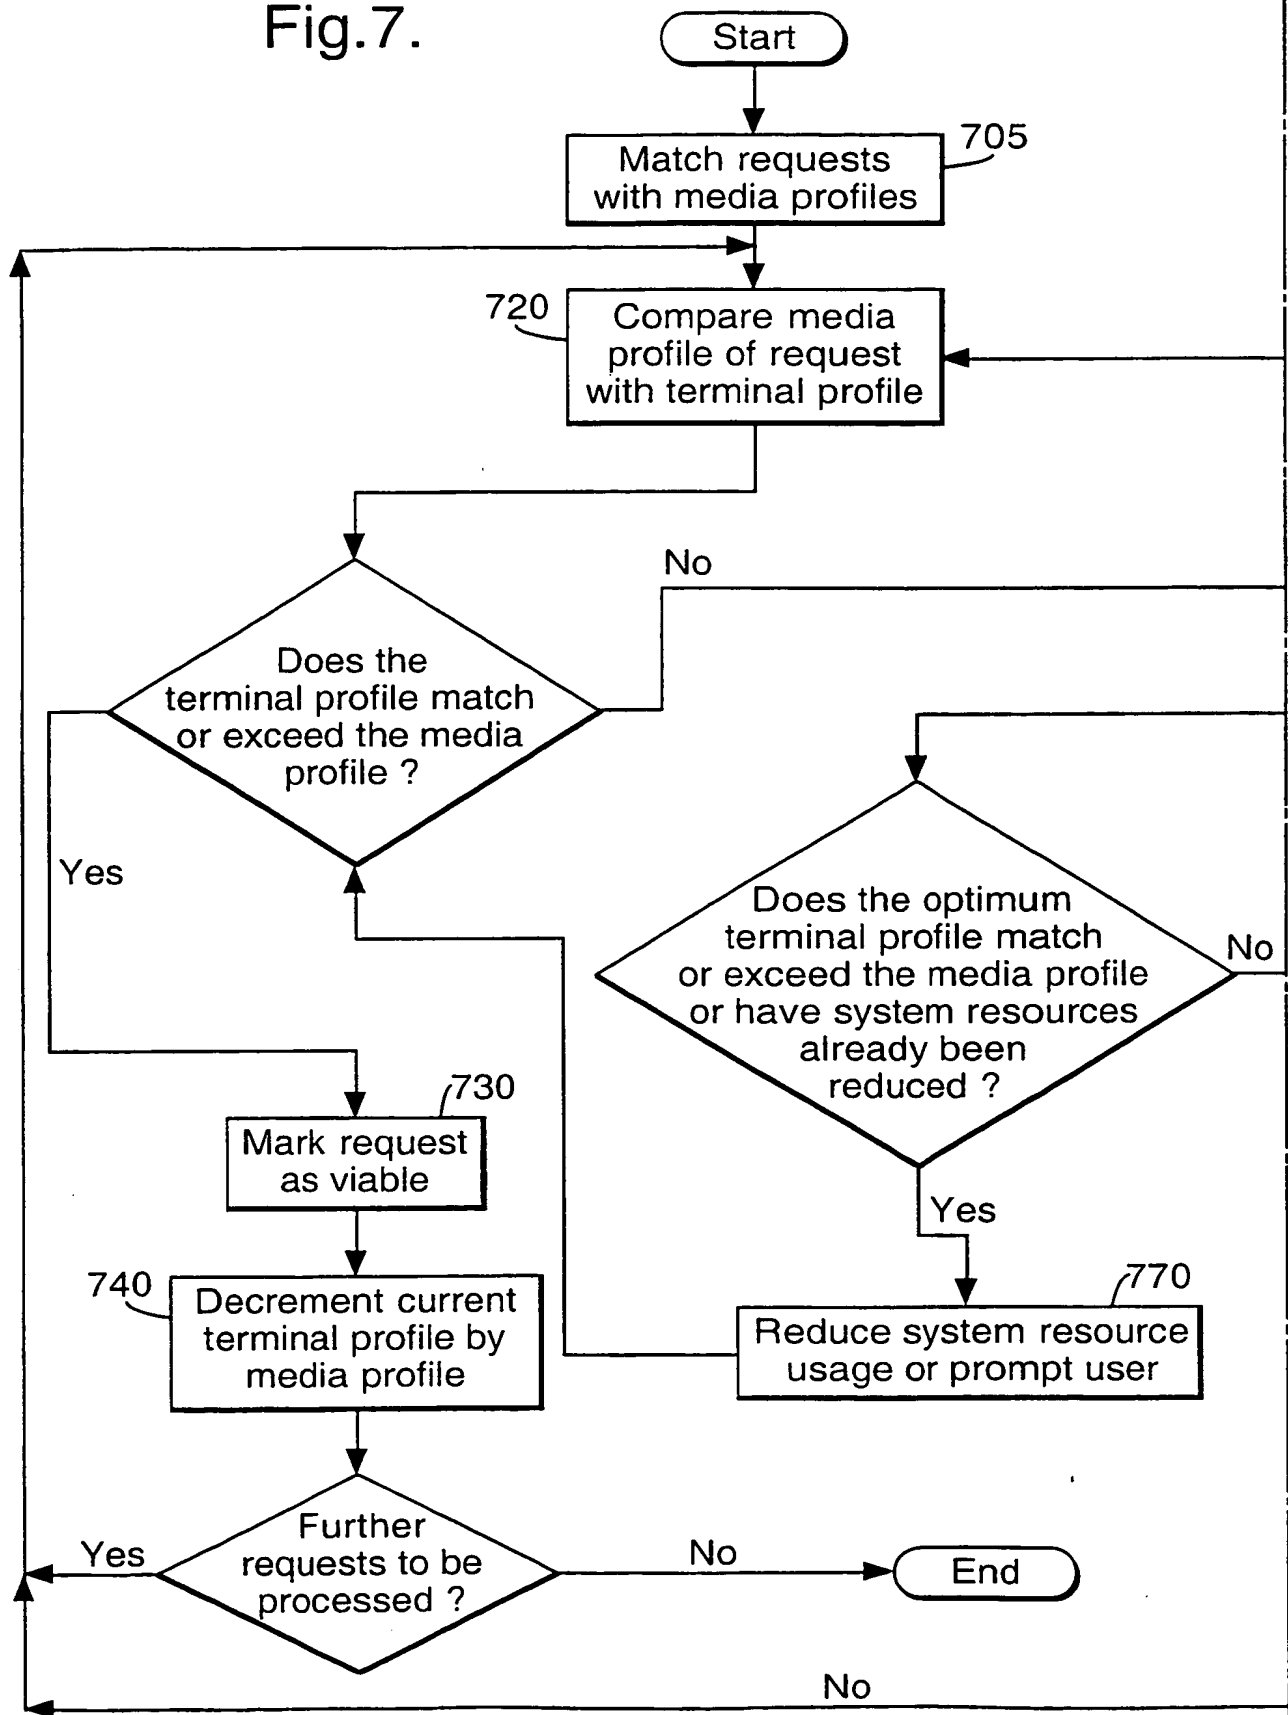 Fig.7.
Start
705
Match requests
with media profiles
720
Compare media
profile of request
with terminal profile
No
Does the
terminal profile match
or exceed the media
profile ?
Yes
Does the optimum
terminal profile match
or exceed the media profile
or have system resources
already been
reduced ?
No
730
Mark request
as viable
Yes
740
Decrement current
terminal profile by
media profile
770
Reduce system resource
usage or prompt user
Further
requests to be
processed ?
Yes
No
End
No